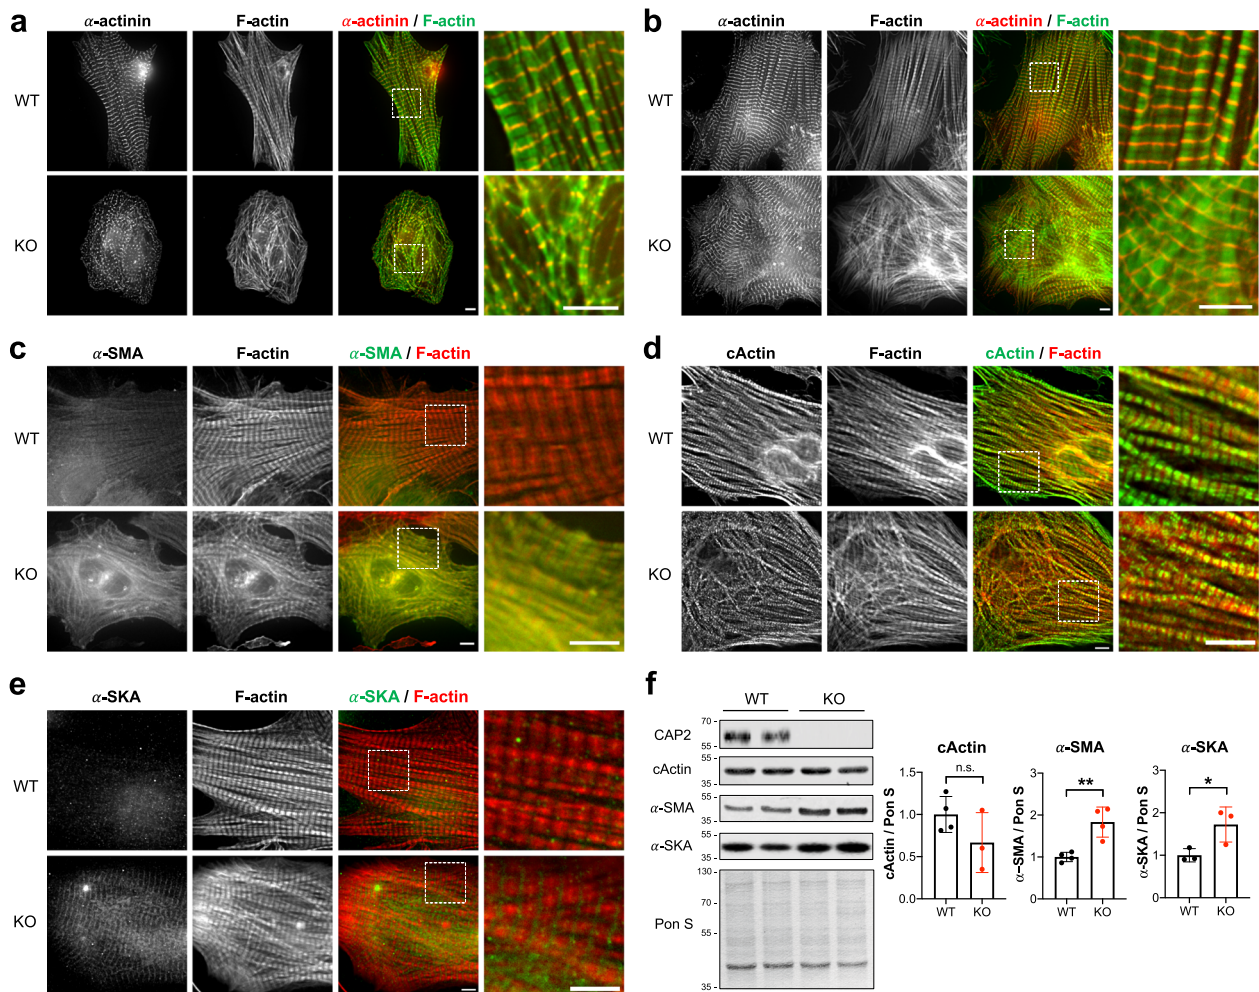 a
α-actinin
F-actin
α-actinin / F-actin
WT
KO
b
α-actinin
F-actin
α-actinin / F-actin
WT
KO
c
α-SMA
F-actin
α-SMA / F-actin
WT
KO
d
cActin
F-actin
cActin / F-actin
WT
KO
e
α-SKA
F-actin
α-SKA / F-actin
WT
KO
f
WT
KO
CAP2
70 -
55 -
cActin
55 -
35 -
α-SMA
55 -
35 -
α-SKA
55 -
35 -
Pon S
130 -
70 -
55 -
35 -
cActin
n.s.
cActin / Pon S
1.5
1.0
0.5
0.0
WT
KO
α-SMA
**
α-SMA / Pon S
3
2
1
0
WT
KO
α-SKA
*
α-SKA / Pon S
3
2
1
0
WT
KO